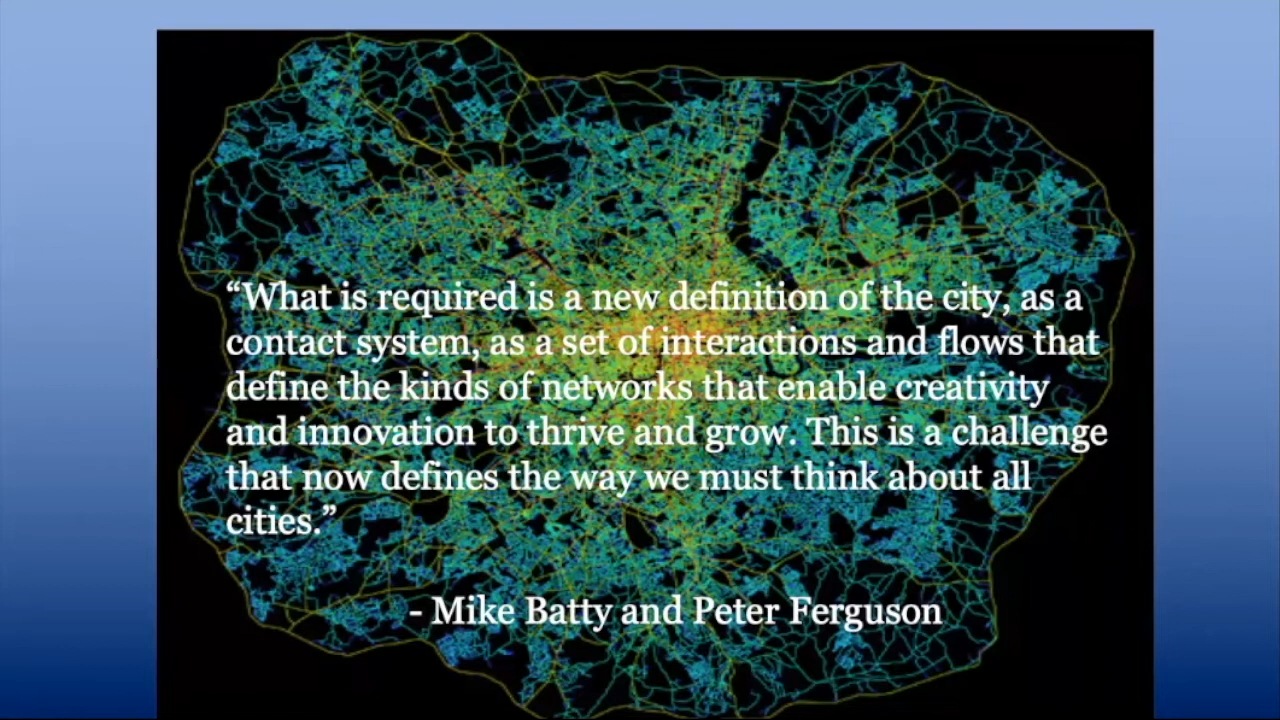 “What is required is a new definition of the city, as a
contact system, as a set of interactions and flows that
define the kinds of networks that enable creativity
and innovation to thrive and grow. This is a challenge
that now defines the way we must think about all
cities.”
- Mike Batty and Peter Ferguson